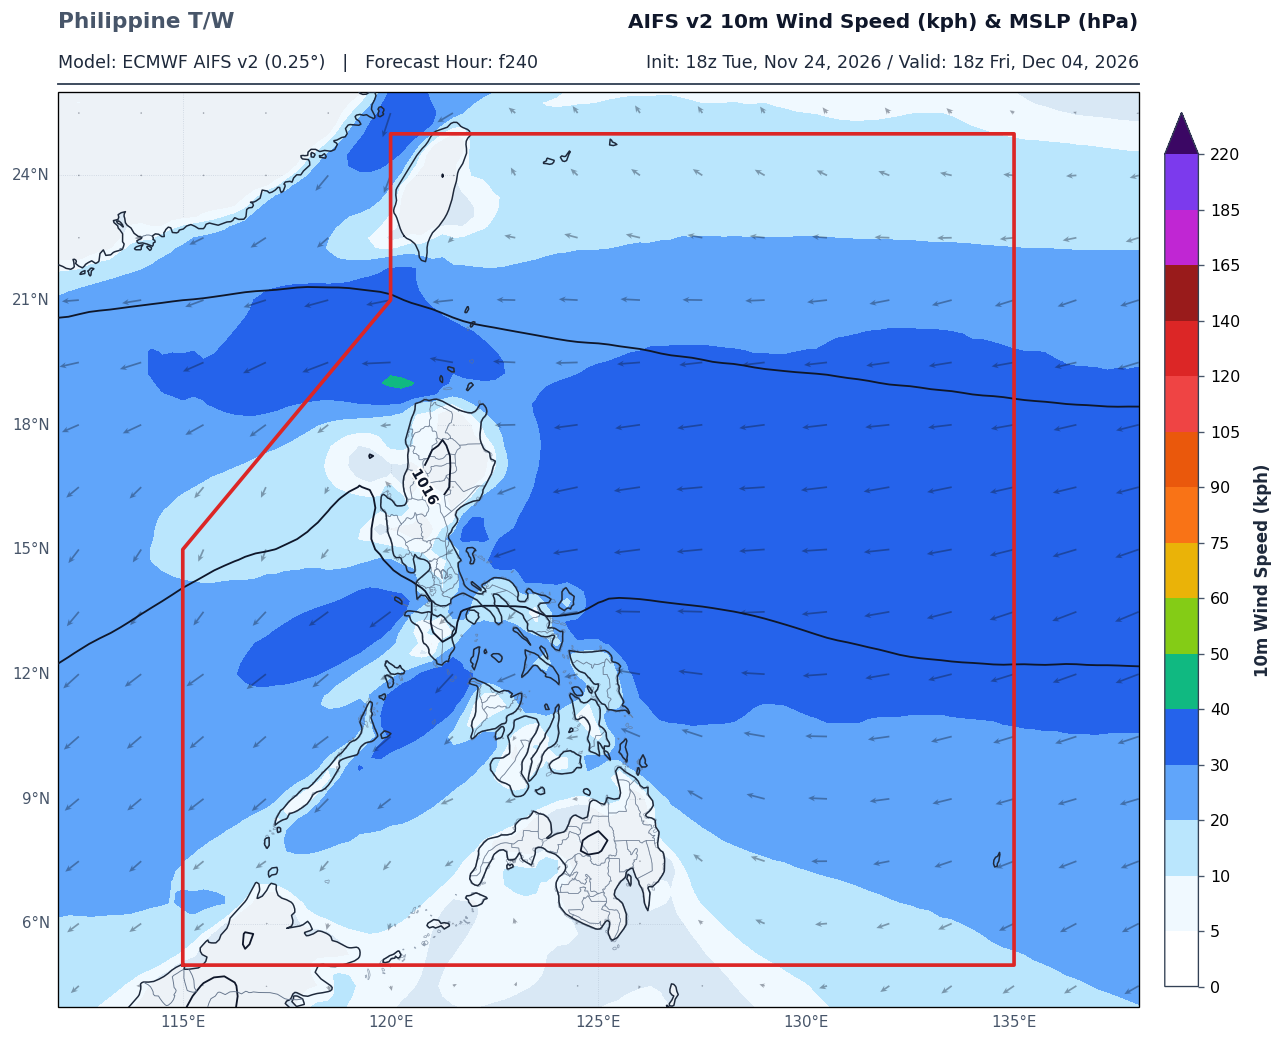 Philippine T/W
AIFS v2 10m Wind Speed (kph) & MSLP (hPa)
Model: ECMWF AIFS v2 (0.25°) | Forecast Hour: f240
Init: 18z Tue, Nov 24, 2026 / Valid: 18z Fri, Dec 04, 2026
24°N
21°N
18°N
15°N
12°N
9°N
6°N
1016
115°E
120°E
125°E
130°E
135°E
220
185
165
140
120
105
90
75
60
50
40
30
20
10
5
0
10m Wind Speed (kph)